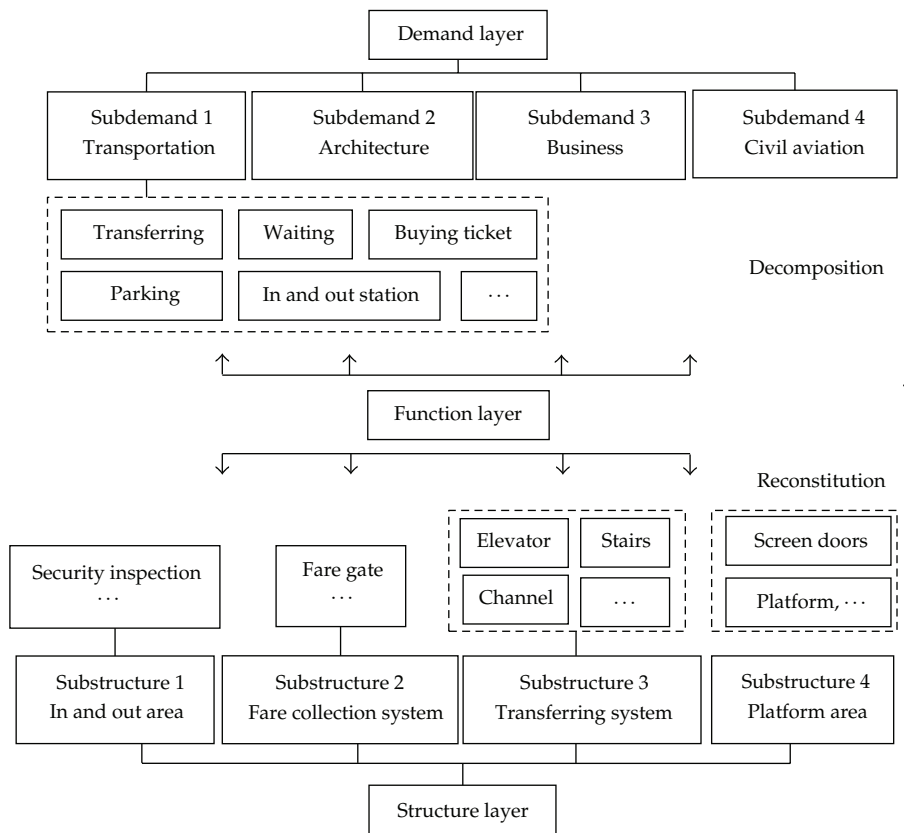 Demand layer
Subdemand 1
Transportation
Subdemand 2
Architecture
Subdemand 3
Business
Subdemand 4
Civil aviation
Transferring
Waiting
Buying ticket
Parking
In and out station
···
Decomposition
Function layer
Reconstitution
Security inspection
···
Fare gate
···
Elevator
Stairs
Channel
···
Screen doors
Platform, ···
Substructure 1
In and out area
Substructure 2
Fare collection system
Substructure 3
Transferring system
Substructure 4
Platform area
Structure layer